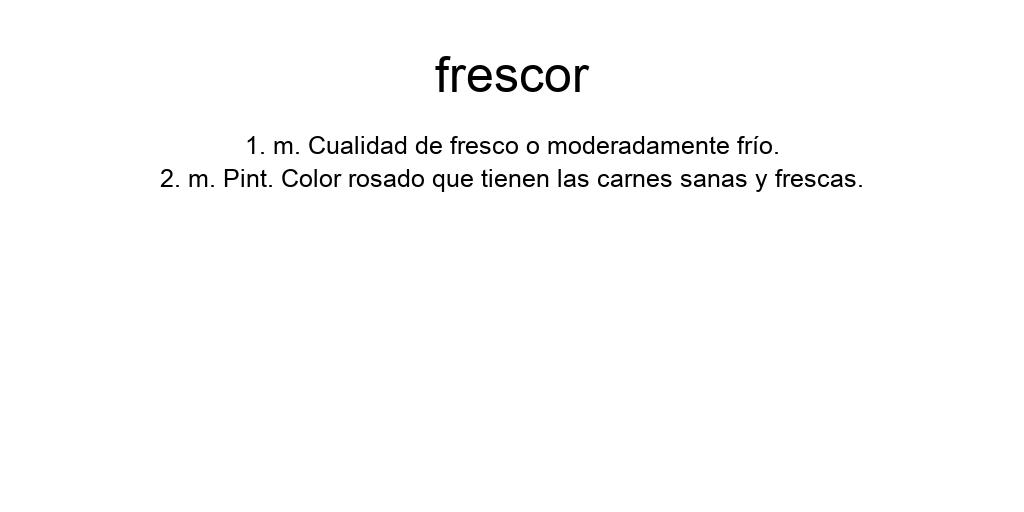 frescor
1. m. Cualidad de fresco o moderadamente frío.
2. m. Pint. Color rosado que tienen las carnes sanas y frescas.